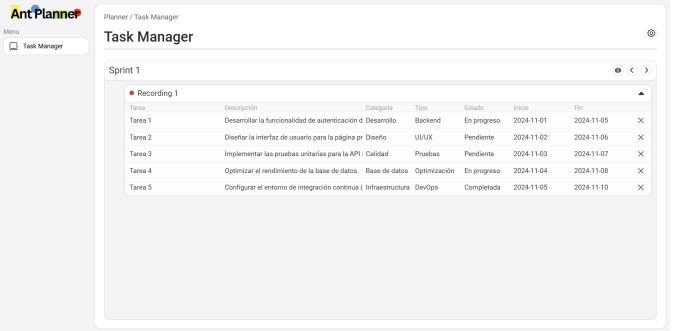 Ant Planner
Menu
Task Manager
Planner / Task Manager
Task Manager
Sprint 1
Recording 1
Tarea Descripción Categoría Tipo Estado Inicio Fin
Tarea 1 Desarrollar la funcionalidad de autenticación d Desarrollo Backend En progreso 2024-11-01 2024-11-05
Tarea 2 Diseñar la interfaz de usuario para la página pr Diseño UI/UX Pendiente 2024-11-02 2024-11-06
Tarea 3 Implementar las pruebas unitarias para la API Calidad Pruebas Pendiente 2024-11-03 2024-11-07
Tarea 4 Optimizar el rendimiento de la base de datos. Base de datos Optimización En progreso 2024-11-04 2024-11-08
Tarea 5 Configurar el entorno de integración continua ( Infraestructura DevOps Completada 2024-11-05 2024-11-10